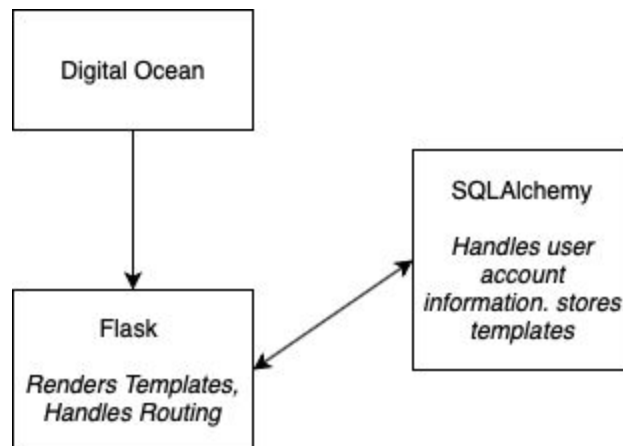 Digital Ocean
SQLAlchemy
Handles user
account
information. stores
templates
Flask
Renders Templates,
Handles Routing